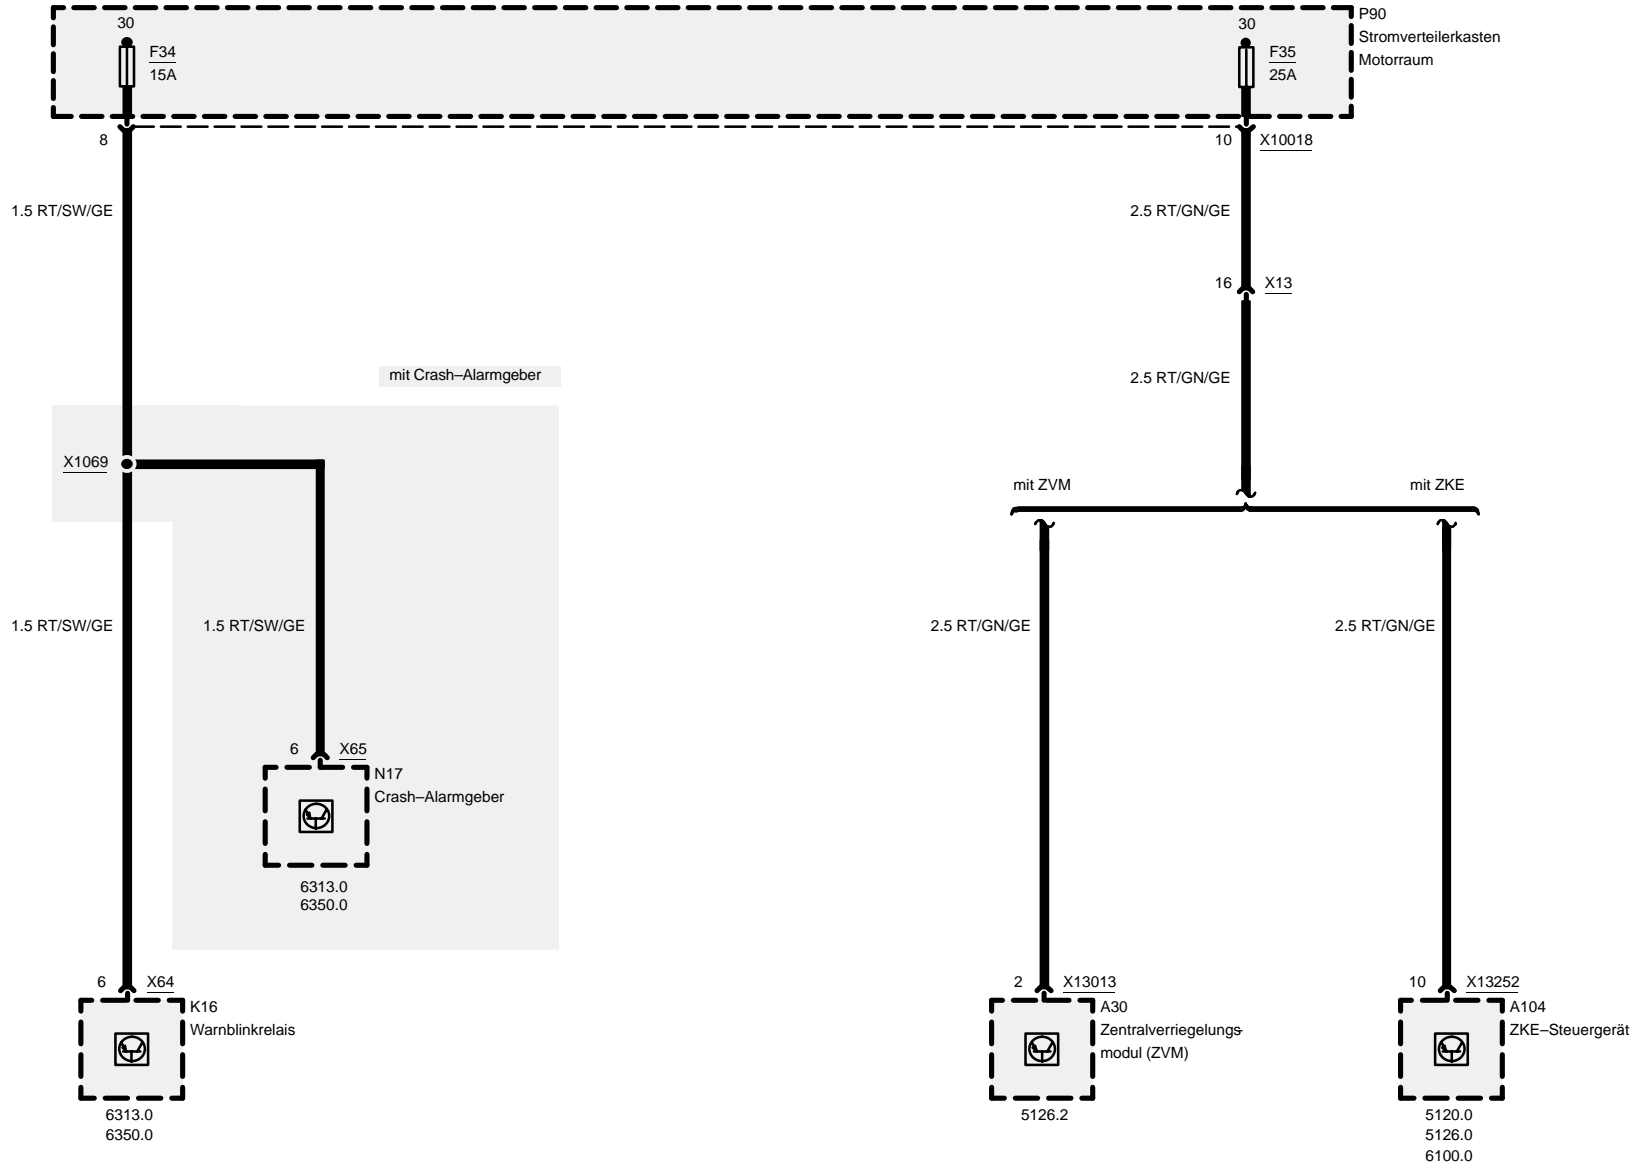 30
F34
15A
30
F35
25A
P90
Stromverteilerkasten
Motorraum
8
10
X10018
1.5 RT/SW/GE
2.5 RT/GN/GE
16
X13
mit Crash–Alarmgeber
2.5 RT/GN/GE
X1069
mit ZVM
mit ZKE
1.5 RT/SW/GE
1.5 RT/SW/GE
2.5 RT/GN/GE
2.5 RT/GN/GE
6
X65
N17
Crash–Alarmgeber
6313.0
6350.0
6
X64
K16
Warnblinkrelais
6313.0
6350.0
2
X13013
A30
Zentralverriegelungs-
modul (ZVM)
5126.2
10
X13252
A104
ZKE–Steuergerät
5120.0
5126.0
6100.0